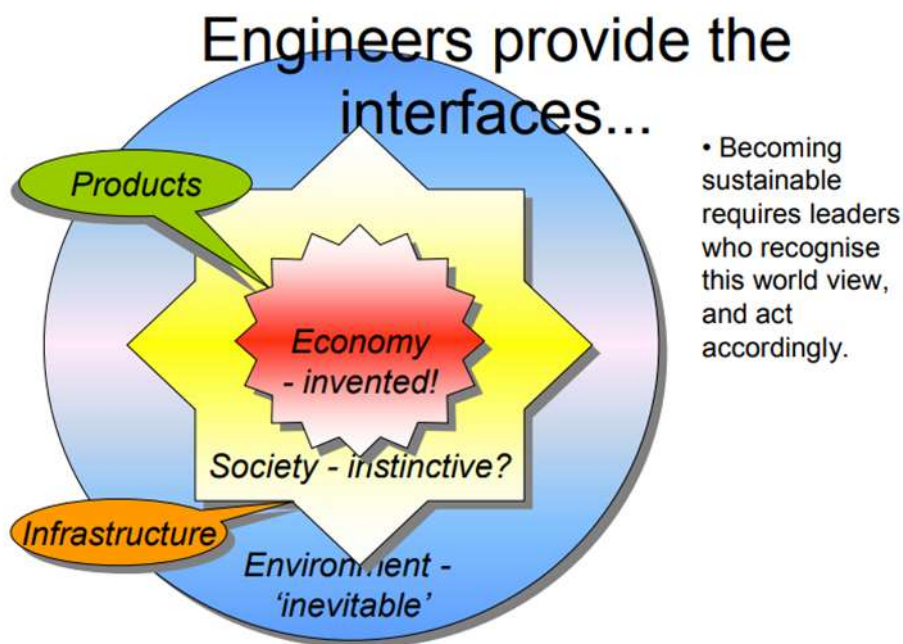 Engineers provide the
interfaces...
Products
• Becoming
sustainable
requires leaders
who recognise
this world view,
and act
accordingly.
Economy
- invented!
Society - instinctive?
Infrastructure
Environment -
‘inevitable’